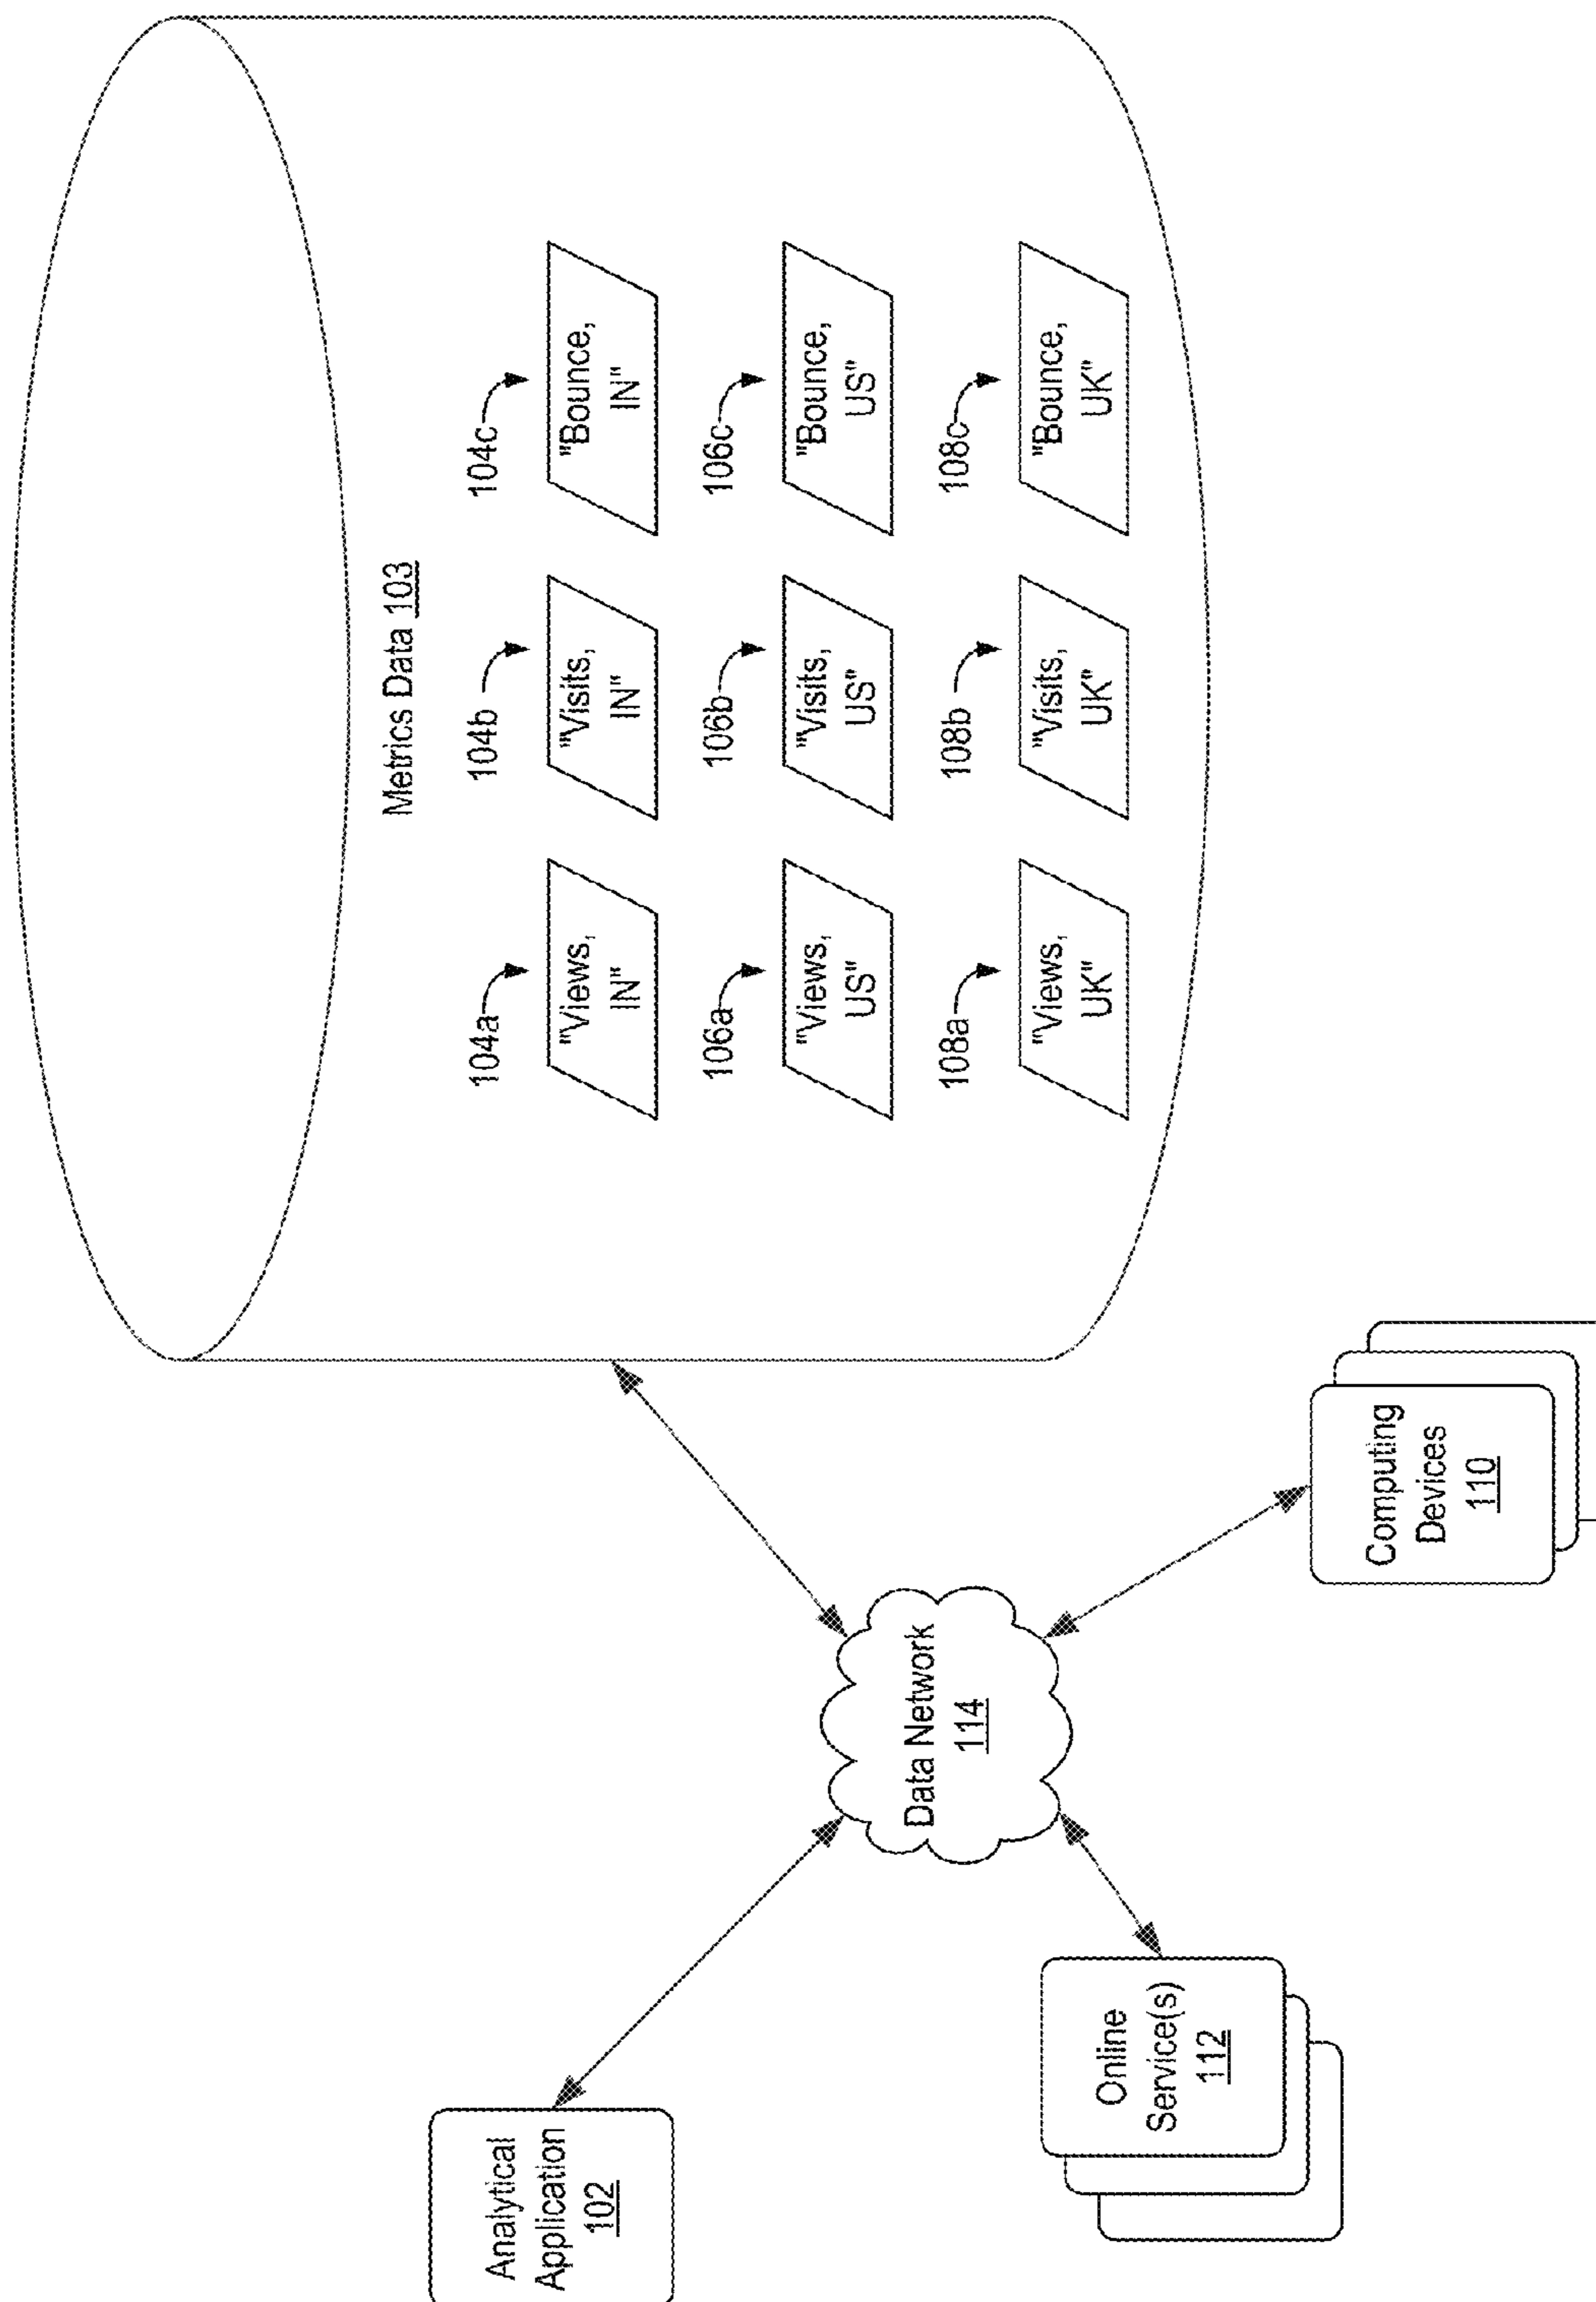 Metrics Data 103
104a
104b
104c
"Views,
IN"
"Visits,
IN"
"Bounce,
IN"
106a
106b
106c
"Views,
US"
"Visits,
US"
"Bounce,
US"
108a
108b
108c
"Views,
UK"
"Visits,
UK"
"Bounce,
UK"
Analytical
Application
102
Data Network
114
Online
Service(s)
112
Computing
Devices
110